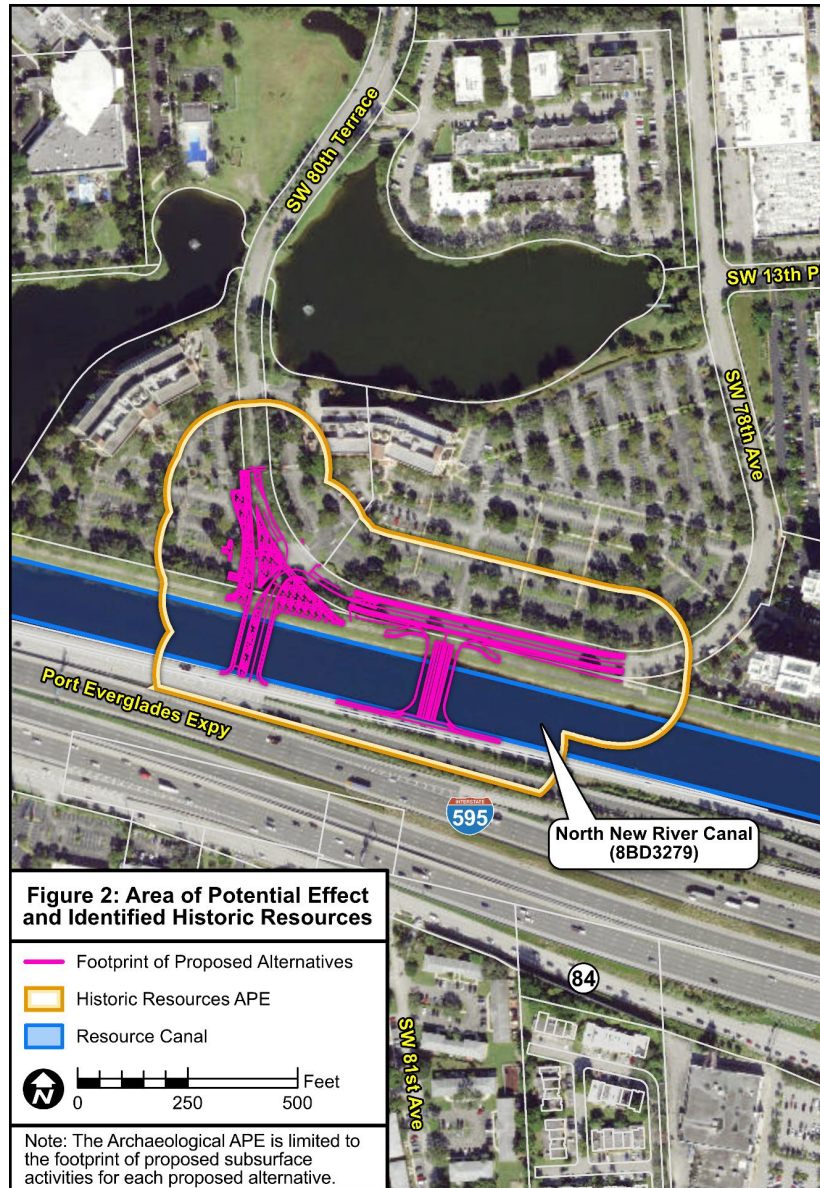 SW 80th Terrace
SW 13th P
SW 78th Ave
Port Everglades Expy
INTERSTATE
595
North New River Canal
(8BD3279)
84
SW 81st Ave
Figure 2: Area of Potential Effect
and Identified Historic Resources
Footprint of Proposed Alternatives
Historic Resources APE
Resource Canal
N
Feet
0 250 500
Note: The Archaeological APE is limited to
the footprint of proposed subsurface
activities for each proposed alternative.